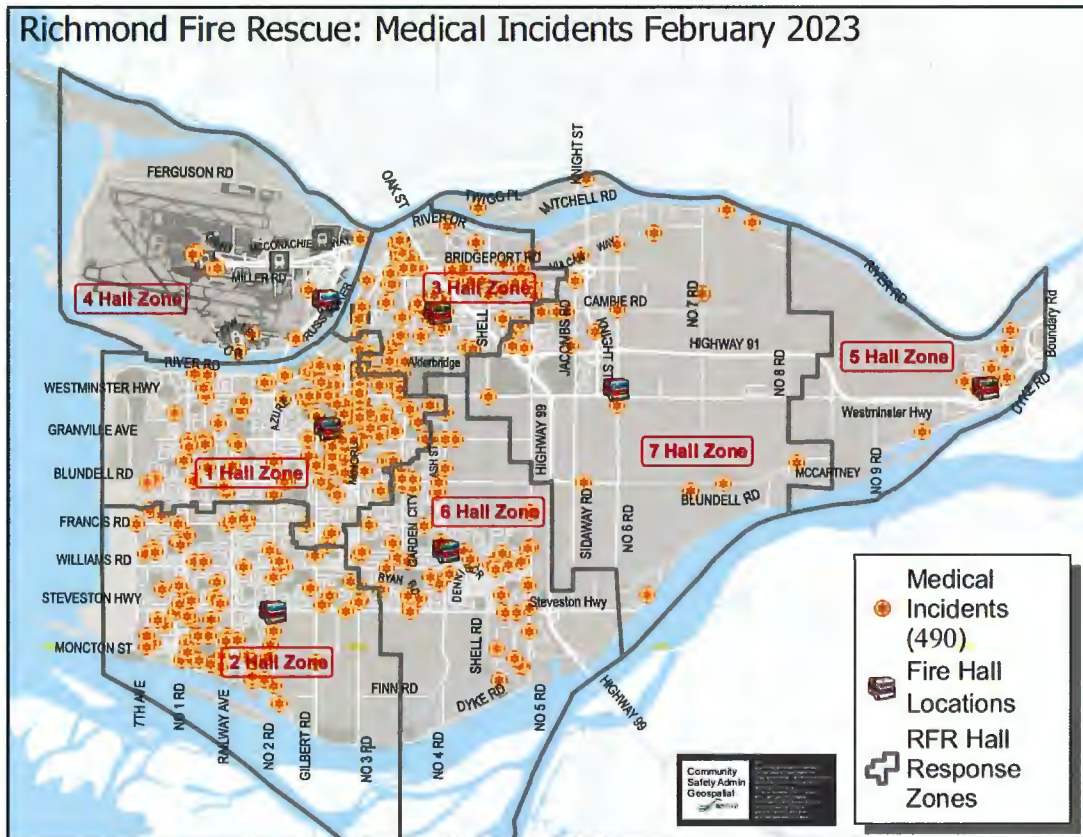 Richmond Fire Rescue: Medical Incidents February 2023
FERGUSON RD
OAK ST
TWIGG PL
KNIGHT ST
MITCHELL RD
RIVER DR
WAY
BRIDGEPORT RD
VULCAN WAY
MILLER RD
4 Hall Zone
3 Hall Zone
CAMBIE RD
NO 7 RD
RIVER RD
Boundary Rd
SHELL
JACOMBS RD
KNIGHT ST
HIGHWAY 91
NO 8 RD
5 Hall Zone
RIVER RD
Alderbridge
WESTMINSTER HWY
AZURE
Westminster Hwy
DYKE RD
GRANVILLE AVE
MINORU
ASH ST
HIGHWAY 99
7 Hall Zone
NO 9 RD
BLUNDELL RD
1 Hall Zone
MCCARTNEY
BLUNDELL RD
6 Hall Zone
SIDAWAY RD
NO 6 RD
FRANCIS RD
GARDEN CITY
WILLIAMS RD
RYAN RD
STEVESTON HWY
Steveston Hwy
MONCTON ST
2 Hall Zone
SHELL RD
FINN RD
DYKE RD
HIGHWAY 99
7TH AVE
NO 1 RD
RAILWAY AVE
NO 2 RD
GILBERT RD
NO 3 RD
NO 4 RD
NO 5 RD
Community
Safety Admin
Geospatial
Medical
Incidents
(490)
Fire Hall
Locations
RFR Hall
Response
Zones